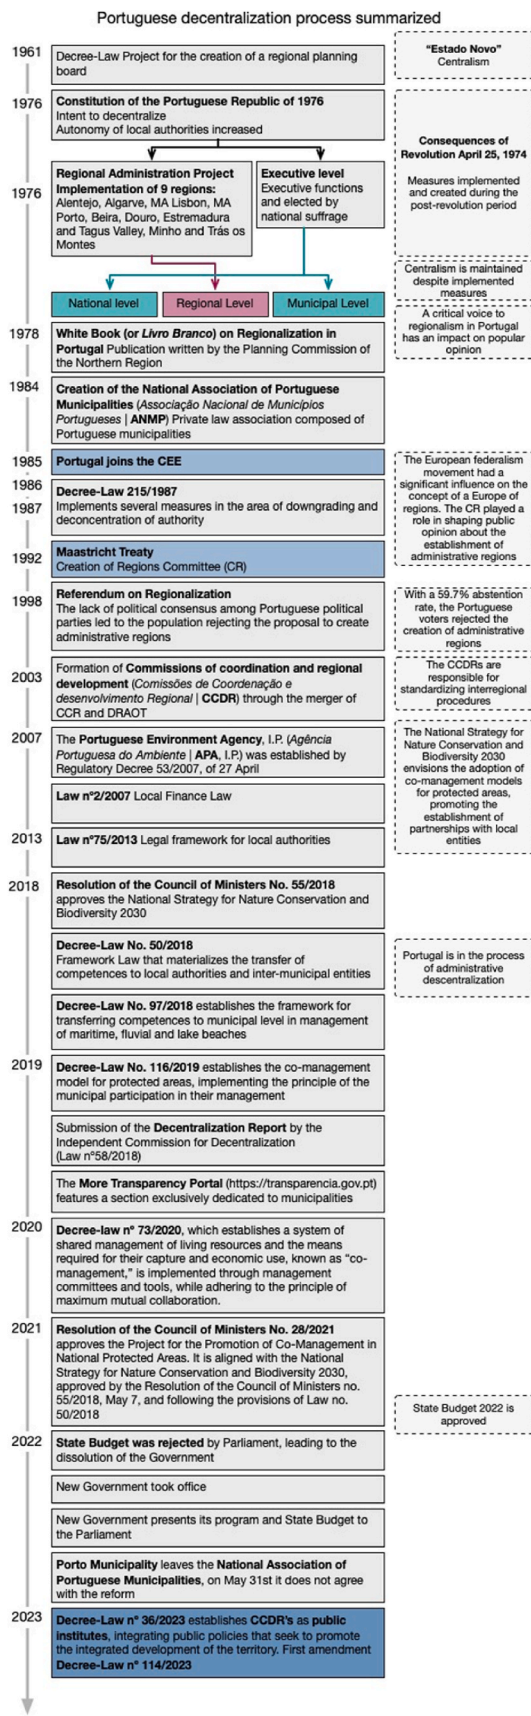 Portuguese decentralization process summarized
1961
Decree-Law Project for the creation of a regional planning
board
“Estado Novo”
Centralism
1976
Constitution of the Portuguese Republic of 1976
Intent to decentralize
Autonomy of local authorities increased
Consequences of
Revolution April 25, 1974
Measures implemented
and created during the
post-revolution period
1976
Regional Administration Project
Implementation of 9 regions:
Alentejo, Algarve, MA Lisbon, MA
Porto, Beira, Douro, Estremadura
and Tagus Valley, Minho and Trás os
Montes
Executive level
Executive functions
and elected by
national suffrage
Centralism is maintained
despite implemented
measures
National level
Regional Level
Municipal Level
A critical voice to
regionalism in Portugal
has an impact on popular
opinion
1978
White Book (or Livro Branco) on Regionalization in
Portugal Publication written by the Planning Commission of
the Northern Region
1984
Creation of the National Association of Portuguese
Municipalities (Associação Nacional de Municípios
Portugueses | ANMP) Private law association composed of
Portuguese municipalities
1985
Portugal joins the CEE
The European federalism
movement had a
significant influence on the
concept of a Europe of
regions. The CR played a
role in shaping public
opinion about the
establishment of
administrative regions
1986
1987
Decree-Law 215/1987
Implements several measures in the area of downgrading and
deconcentration of authority
1992
Maastricht Treaty
Creation of Regions Committee (CR)
1998
Referendum on Regionalization
The lack of political consensus among Portuguese political
parties led to the population rejecting the proposal to create
administrative regions
With a 59.7% abstention
rate, the Portuguese
voters rejected the
creation of administrative
regions
2003
Formation of Commissions of coordination and regional
development (Comissões de Coordenação e
desenvolvimento Regional | CCDR) through the merger of
CCR and DRAOT
The CCDRs are
responsible for
standardizing interregional
procedures
2007
The Portuguese Environment Agency, I.P. (Agência
Portuguesa do Ambiente | APA, I.P.) was established by
Regulatory Decree 53/2007, of 27 April
The National Strategy for
Nature Conservation and
Biodiversity 2030
envisions the adoption of
co-management models
for protected areas,
promoting the
establishment of
partnerships with local
entities
Law nº2/2007 Local Finance Law
2013
Law nº75/2013 Legal framework for local authorities
2018
Resolution of the Council of Ministers No. 55/2018
approves the National Strategy for Nature Conservation and
Biodiversity 2030
Decree-Law No. 50/2018
Framework Law that materializes the transfer of
competences to local authorities and inter-municipal entities
Portugal is in the process
of administrative
descentralization
Decree-Law No. 97/2018 establishes the framework for
transferring competences to municipal level in management
of maritime, fluvial and lake beaches
2019
Decree-Law No. 116/2019 establishes the co-management
model for protected areas, implementing the principle of the
municipal participation in their management
Submission of the Decentralization Report by the
Independent Commission for Decentralization
(Law nº58/2018)
The More Transparency Portal (https://transparencia.gov.pt)
features a section exclusively dedicated to municipalities
2020
Decree-law nº 73/2020, which establishes a system of
shared management of living resources and the means
required for their capture and economic use, known as “co-
management,” is implemented through management
committees and tools, while adhering to the principle of
maximum mutual collaboration.
2021
Resolution of the Council of Ministers No. 28/2021
approves the Project for the Promotion of Co-Management in
National Protected Areas. It is aligned with the National
Strategy for Nature Conservation and Biodiversity 2030,
approved by the Resolution of the Council of Ministers no.
55/2018, May 7, and following the provisions of Law no.
50/2018
State Budget 2022 is
approved
2022
State Budget was rejected by Parliament, leading to the
dissolution of the Government
New Government took office
New Government presents its program and State Budget to
the Parliament
Porto Municipality leaves the National Association of
Portuguese Municipalities, on May 31st it does not agree
with the reform
2023
Decree-Law nº 36/2023 establishes CCDR's as public
institutes, integrating public policies that seek to promote
the integrated development of the territory. First amendment
Decree-Law nº 114/2023